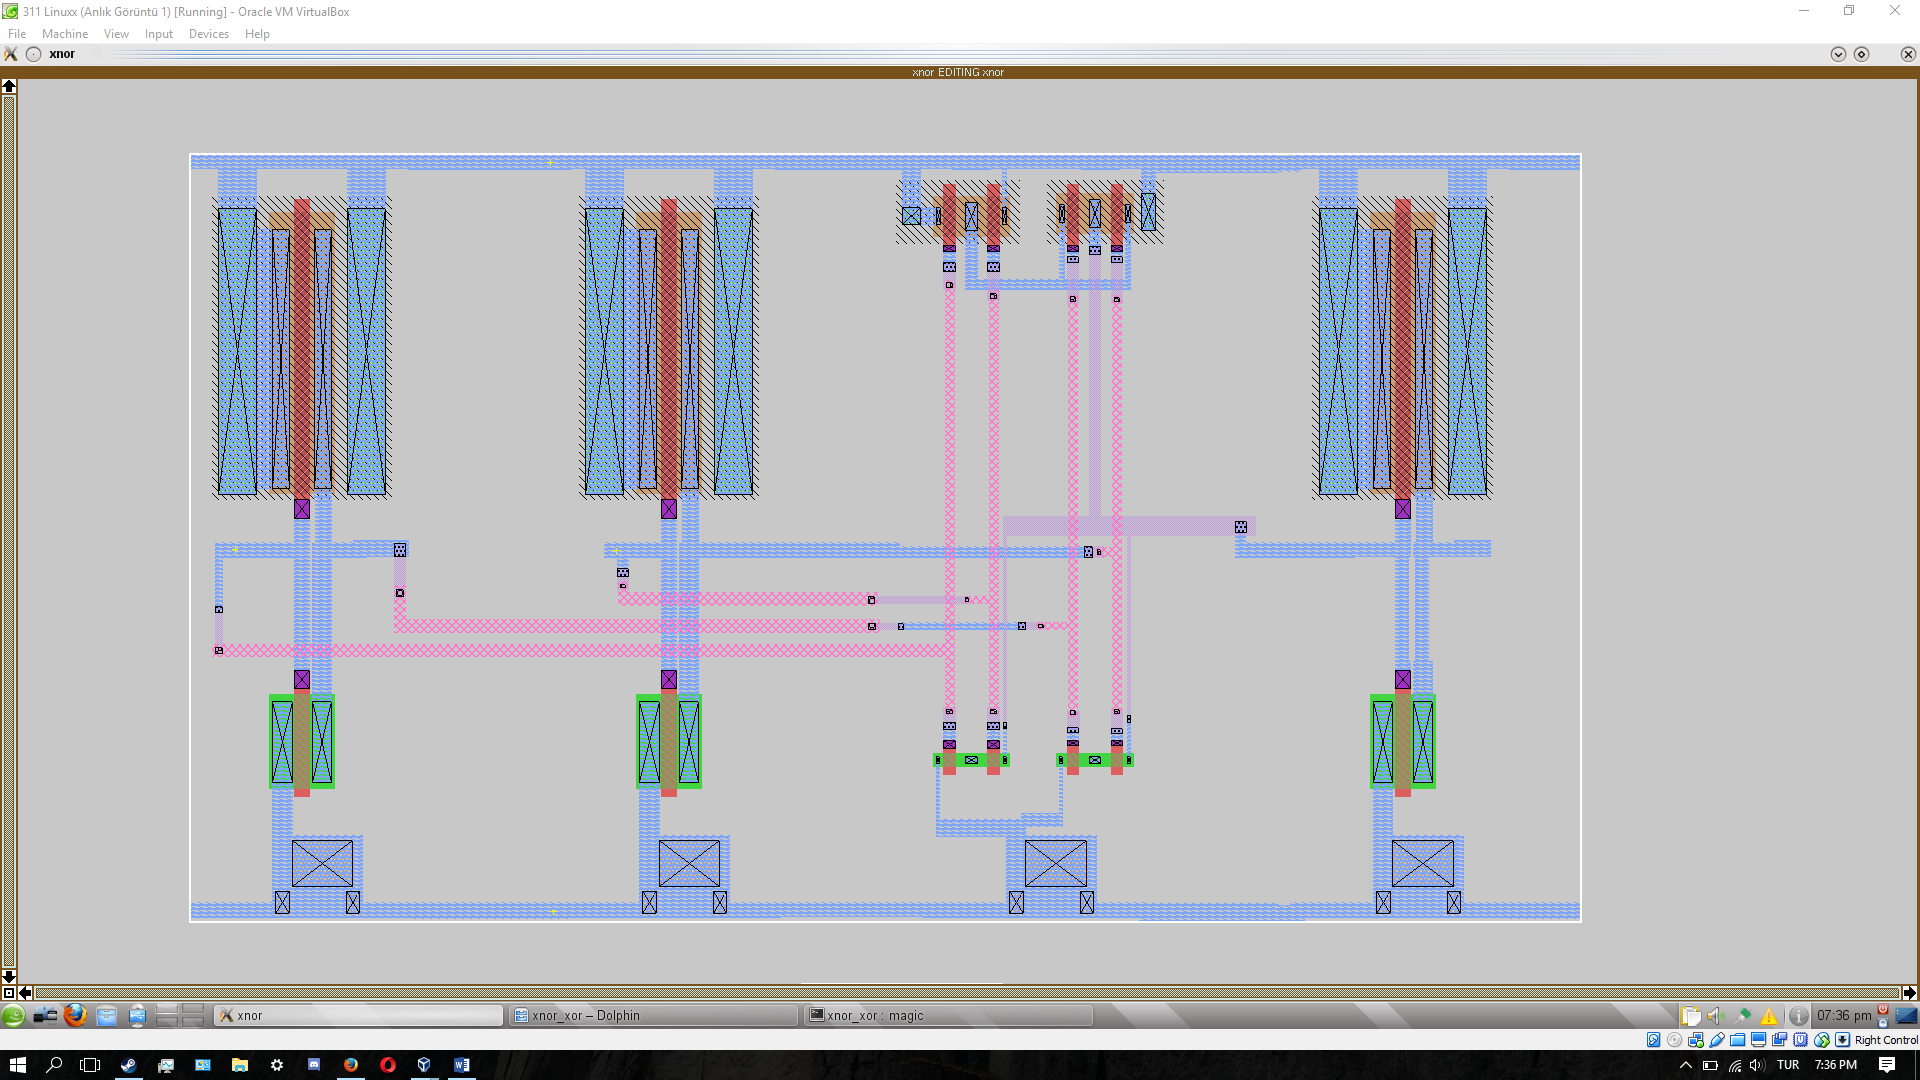 311 Linuxx (Anlık Görüntü 1) [Running] - Oracle VM VirtualBox
File Machine View Input Devices Help
xnor
xnor EDITING xnor
xnor
xnor_xor – Dolphin
xnor_xor : magic
07:36 pm
Right Control
TUR 7:36 PM